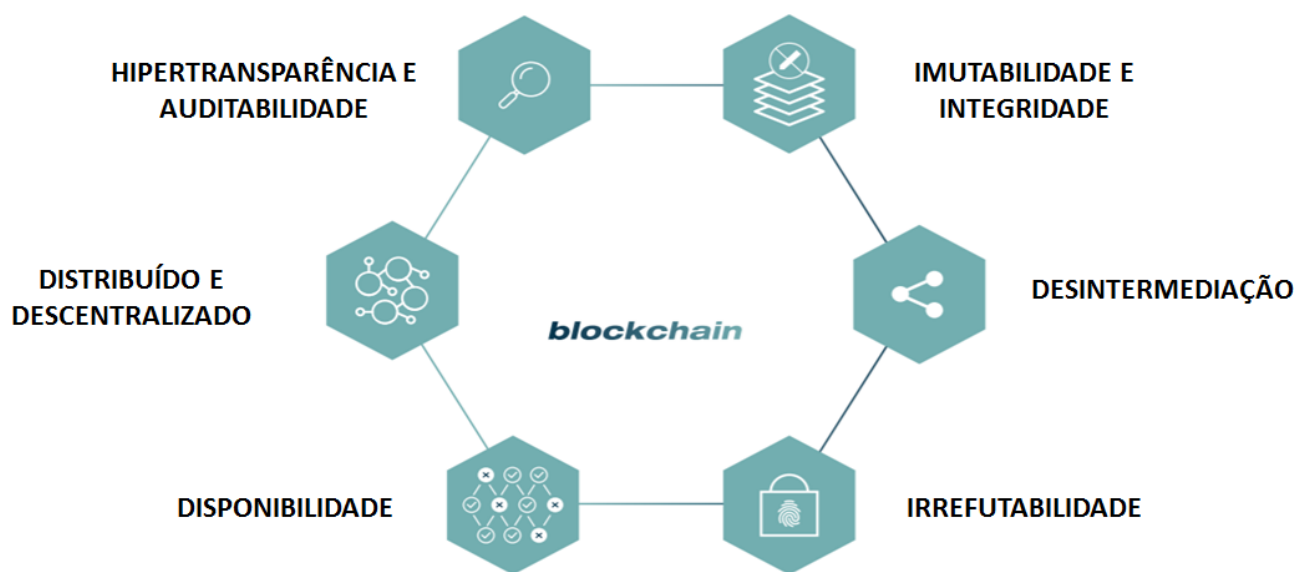 HIPERTRANSPARÊNCIA E
AUDITABILIDADE
IMUTABILIDADE E
INTEGRIDADE
DISTRIBUÍDO E
DESCENTRALIZADO
DESINTERMEDIAÇÃO
blockchain
DISPONIBILIDADE
IRREFUTABILIDADE